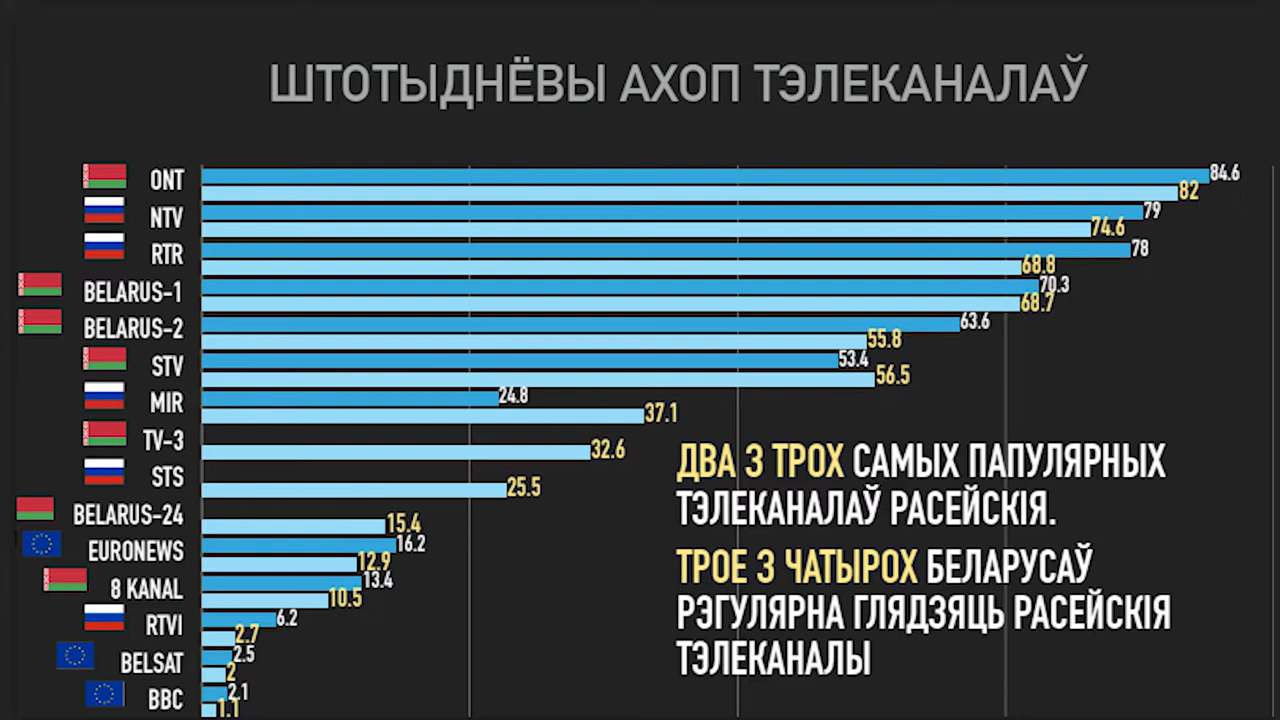 ШТОТЫДНЁВЫ АХОП ТЭЛЕКАНАЛАЎ
ONT
84.6
82
NTV
79
74.6
RTR
78
68.8
BELARUS-1
70.3
68.7
BELARUS-2
63.6
55.8
STV
53.4
56.5
MIR
24.8
37.1
TV-3
32.6
STS
25.5
BELARUS-24
15.4
EURONEWS
16.2
12.9
8 KANAL
13.4
10.5
RTVI
6.2
2.7
BELSAT
2.5
2
BBC
2.1
1.1
ДВА З ТРОХ САМЫХ ПАПУЛЯРНЫХ
ТЭЛЕКАНАЛАЎ РАСЕЙСКІЯ.
ТРОЕ З ЧАТЫРОХ БЕЛАРУСАЎ
РЭГУЛЯРНА ГЛЯДЗЯЦЬ РАСЕЙСКІЯ
ТЭЛЕКАНАЛЫ